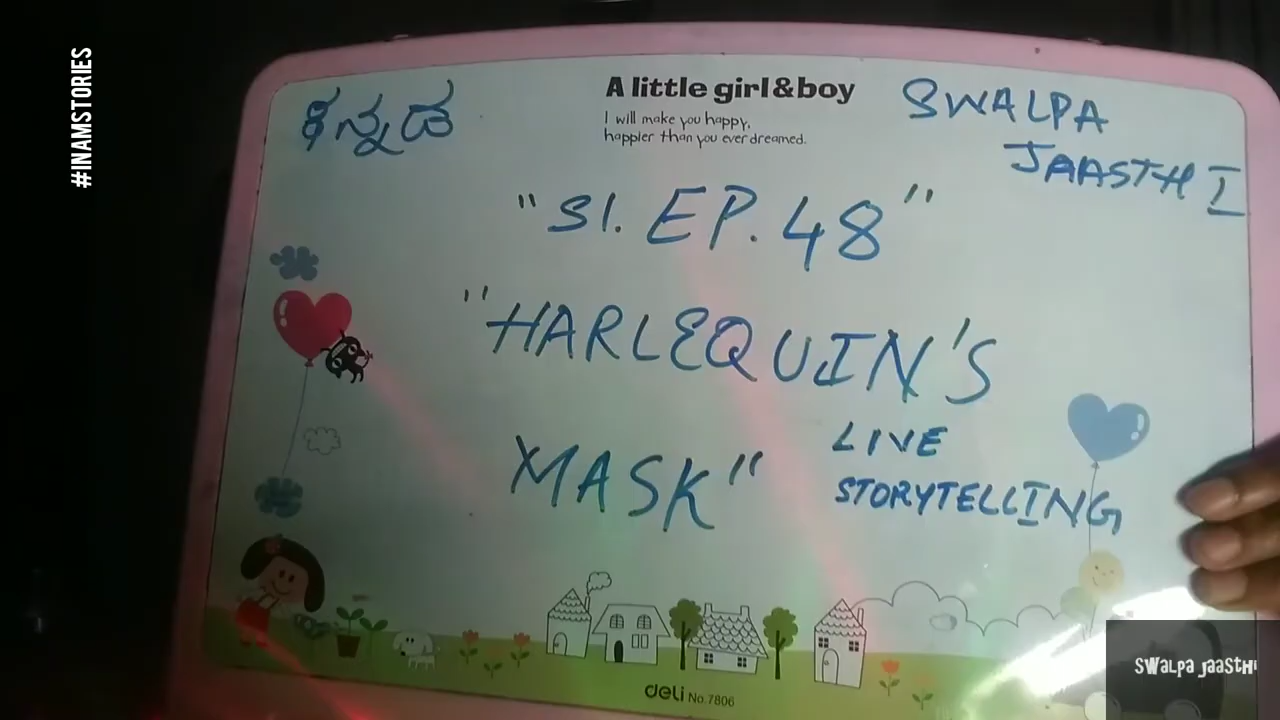 #INAMSTORIES
ಕನ್ನಡ
A little girl&boy
I will make you happy,
happier than you ever dreamed.
SWALPA
JAASTHI
"S1. EP. 48"
"HARLEQUIN'S
MASK"
LIVE
STORYTELLING
deli No.7806
SWALPA JAASTHI